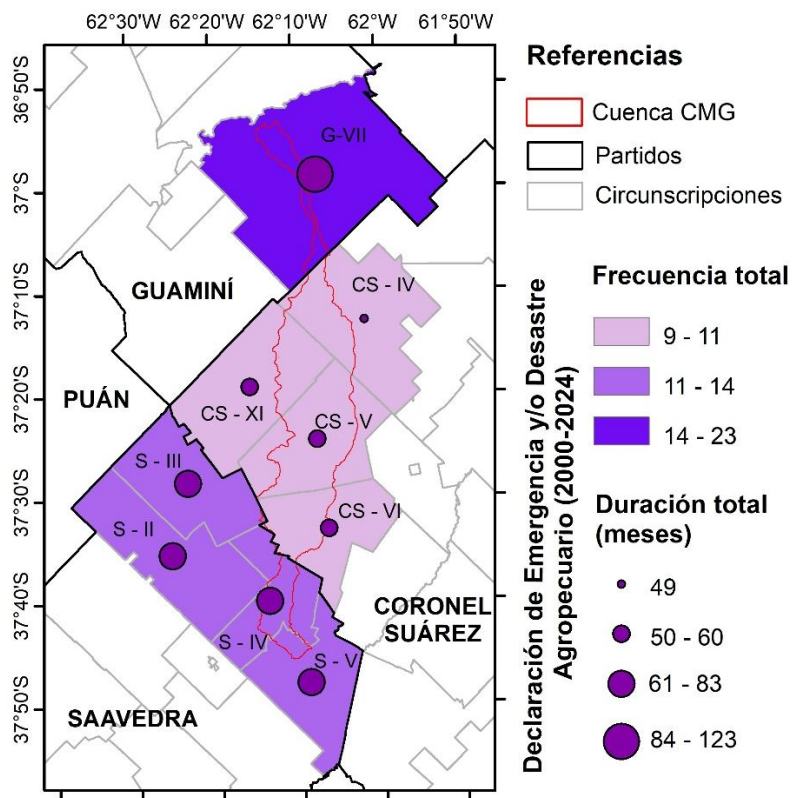 62°30'W 62°20'W 62°10'W 62°W 61°50'W
36°50'S
37°S
37°10'S
37°20'S
37°30'S
37°40'S
37°50'S
G-VII
GUAMINÍ
CS - IV
PUÁN
CS - XI
CS - V
S - III
CS - VI
S - II
CORONEL
SUÁREZ
S - IV
S - V
SAAVEDRA
Referencias
Cuenca CMG
Partidos
Circunscripciones
Declaración de Emergencia y/o Desastre
Agropecuario (2000-2024)
Frecuencia total
9 - 11
11 - 14
14 - 23
Duración total
(meses)
49
50 - 60
61 - 83
84 - 123